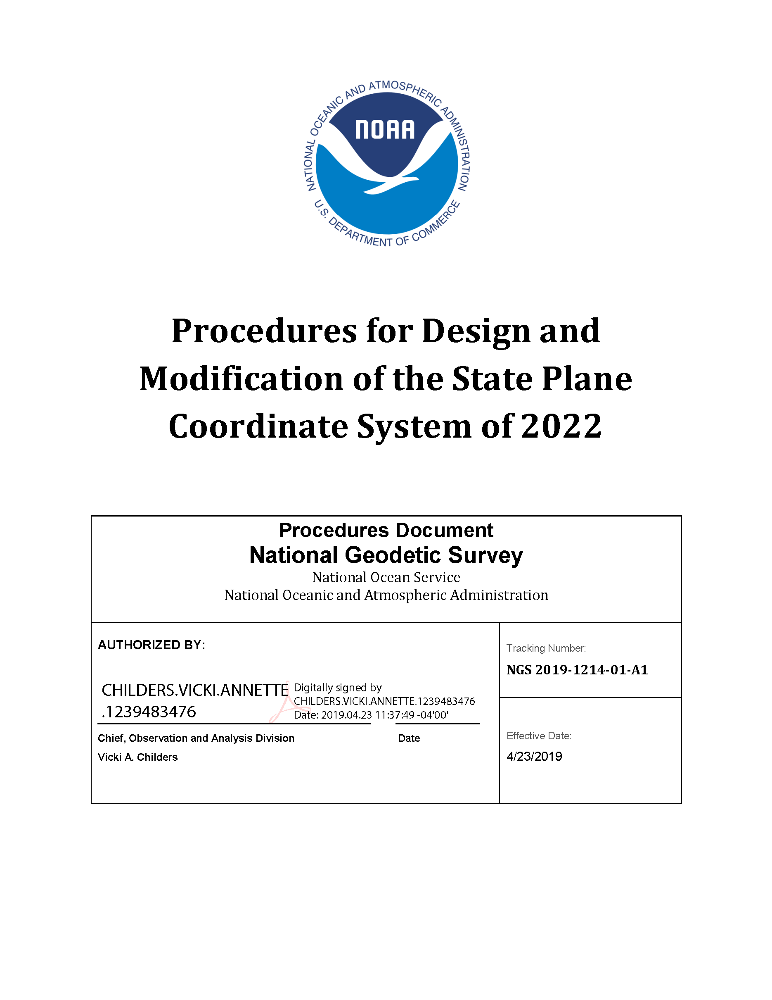 NATIONAL OCEANIC AND ATMOSPHERIC ADMINISTRATION
NOAA
U.S. DEPARTMENT OF COMMERCE
Procedures for Design and
Modification of the State Plane
Coordinate System of 2022
Procedures Document
National Geodetic Survey
National Ocean Service
National Oceanic and Atmospheric Administration
AUTHORIZED BY:
CHILDERS.VICKI.ANNETTE
.1239483476
Digitally signed by
CHILDERS.VICKI.ANNETTE.1239483476
Date: 2019.04.23 11:37:49 -04'00'
Chief, Observation and Analysis Division
Date
Vicki A. Childers
Tracking Number:
NGS 2019-1214-01-A1
Effective Date:
4/23/2019